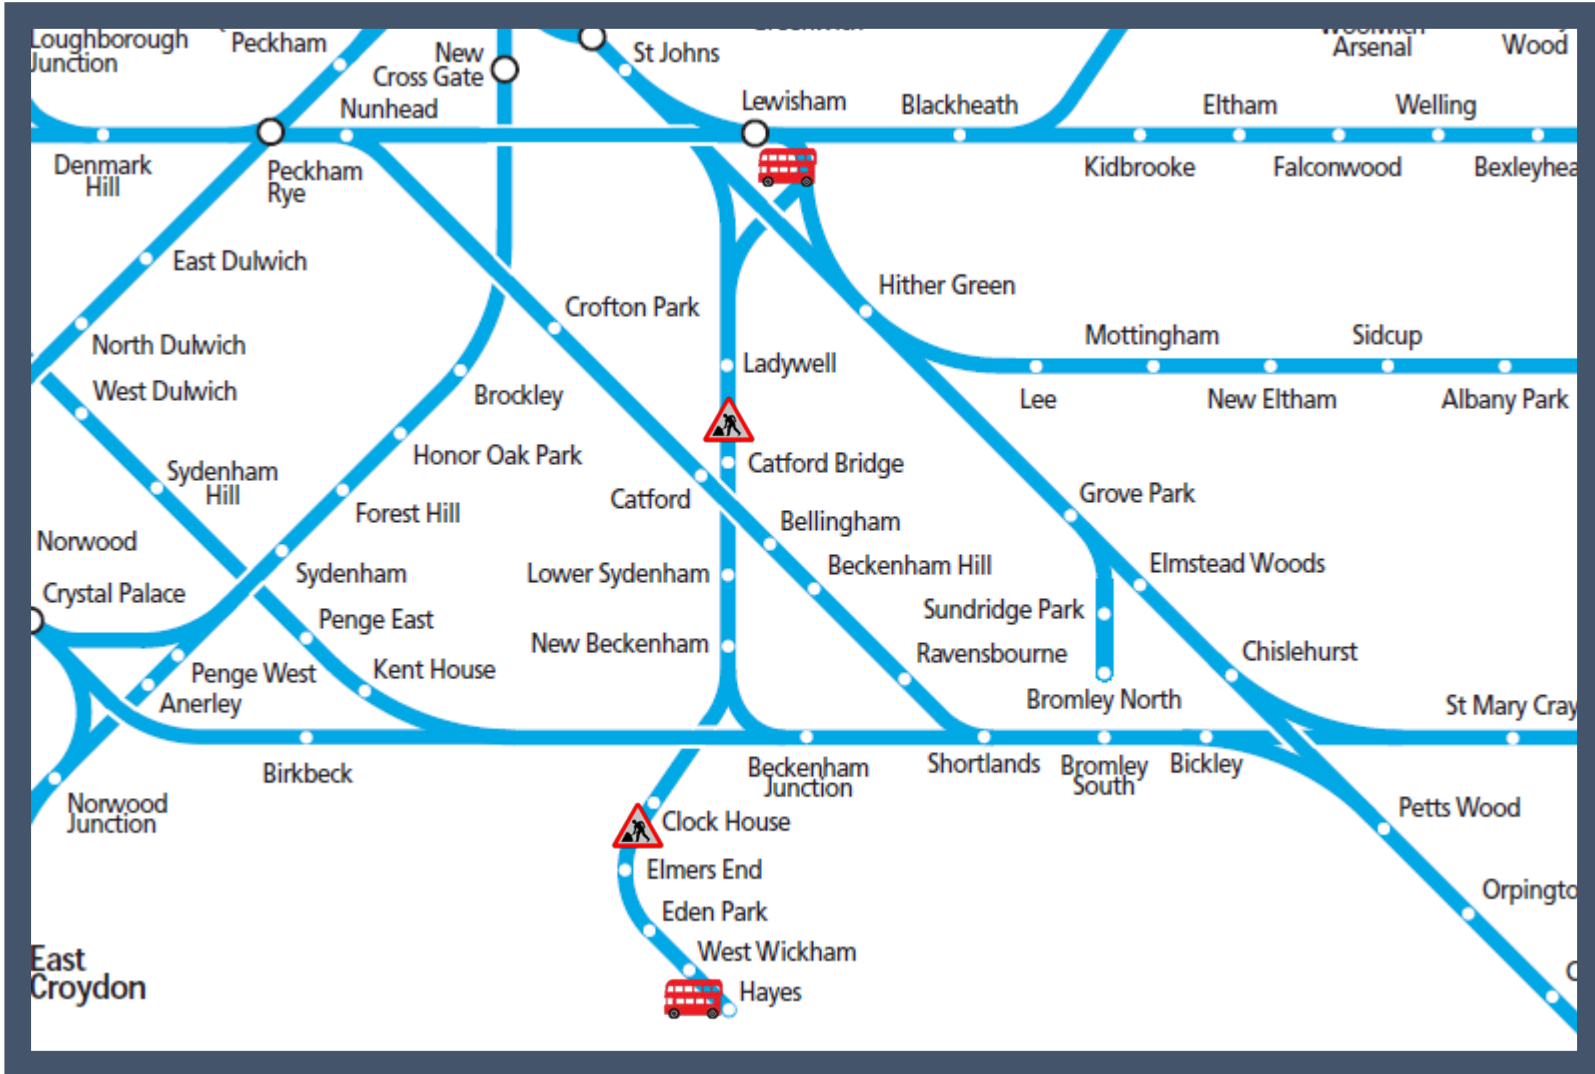 Loughborough
Junction
Peckham
New
Cross Gate
St Johns
Arsenal
Wood
Nunhead
Lewisham
Blackheath
Eltham
Welling
Denmark
Hill
Peckham
Rye
Kidbrooke
Falconwood
Bexleyhea
East Dulwich
Hither Green
Crofton Park
North Dulwich
Mottingham
Sidcup
Ladywell
West Dulwich
Brockley
Lee
New Eltham
Albany Park
Honor Oak Park
Catford Bridge
Sydenham
Hill
Catford
Grove Park
Forest Hill
Bellingham
Norwood
Beckenham Hill
Elmstead Woods
Sydenham
Lower Sydenham
Crystal Palace
Sundridge Park
Penge East
New Beckenham
Ravensbourne
Chislehurst
Penge West
Kent House
Anerley
Bromley North
St Mary Cray
Birkbeck
Beckenham
Junction
Shortlands
Bromley
South
Bickley
Norwood
Junction
Clock House
Petts Wood
Elmers End
Orpingto
Eden Park
West Wickham
East
Croydon
Hayes